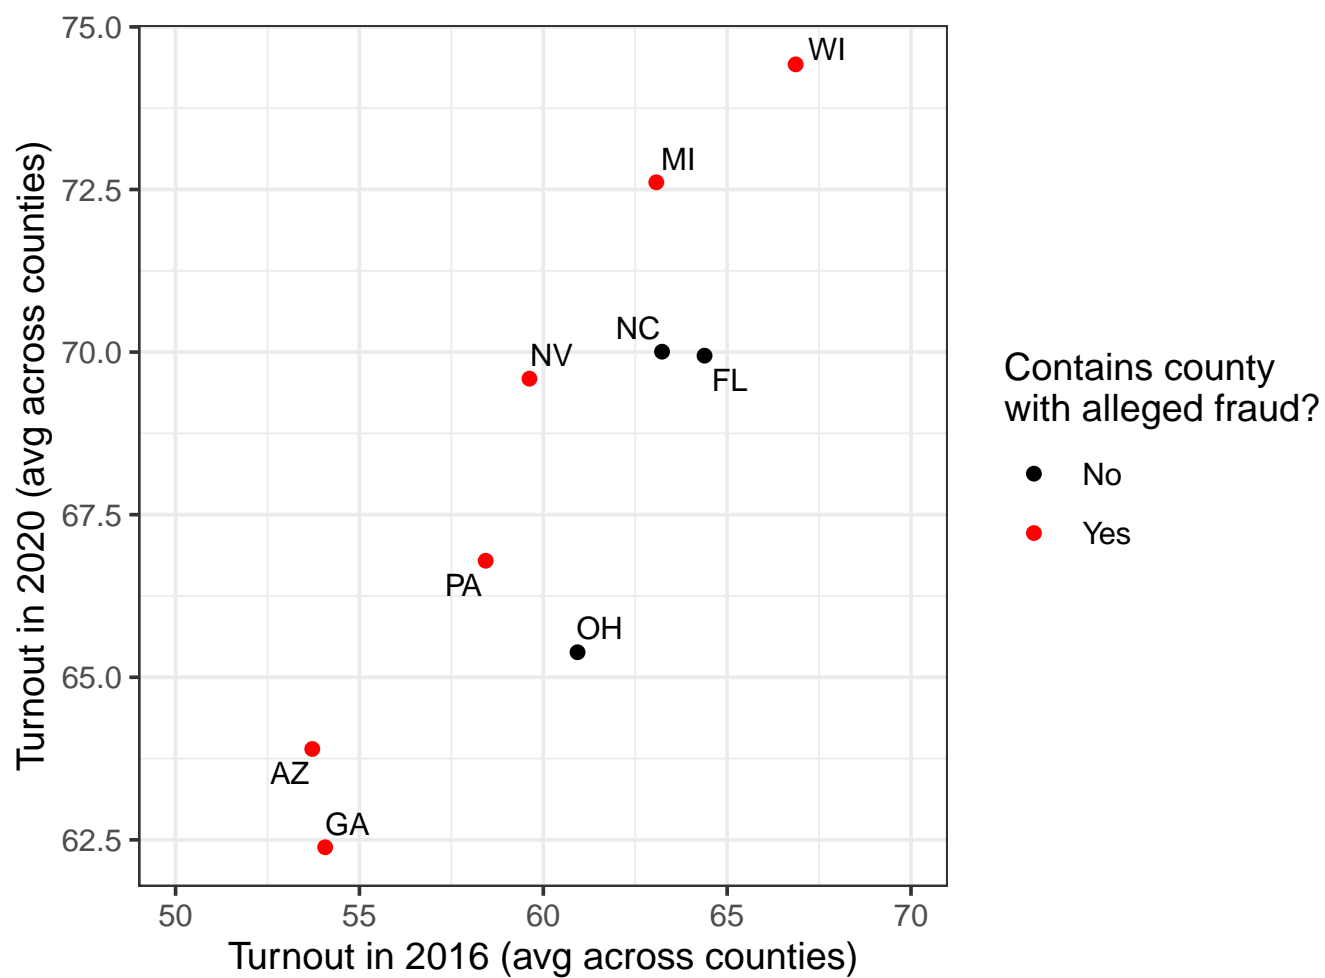 75.0
72.5
70.0
67.5
65.0
62.5
Turnout in 2020 (avg across counties)
WI
MI
NC
NV
FL
PA
OH
AZ
GA
50 55 60 65 70
Turnout in 2016 (avg across counties)
Contains county
with alleged fraud?
No
Yes